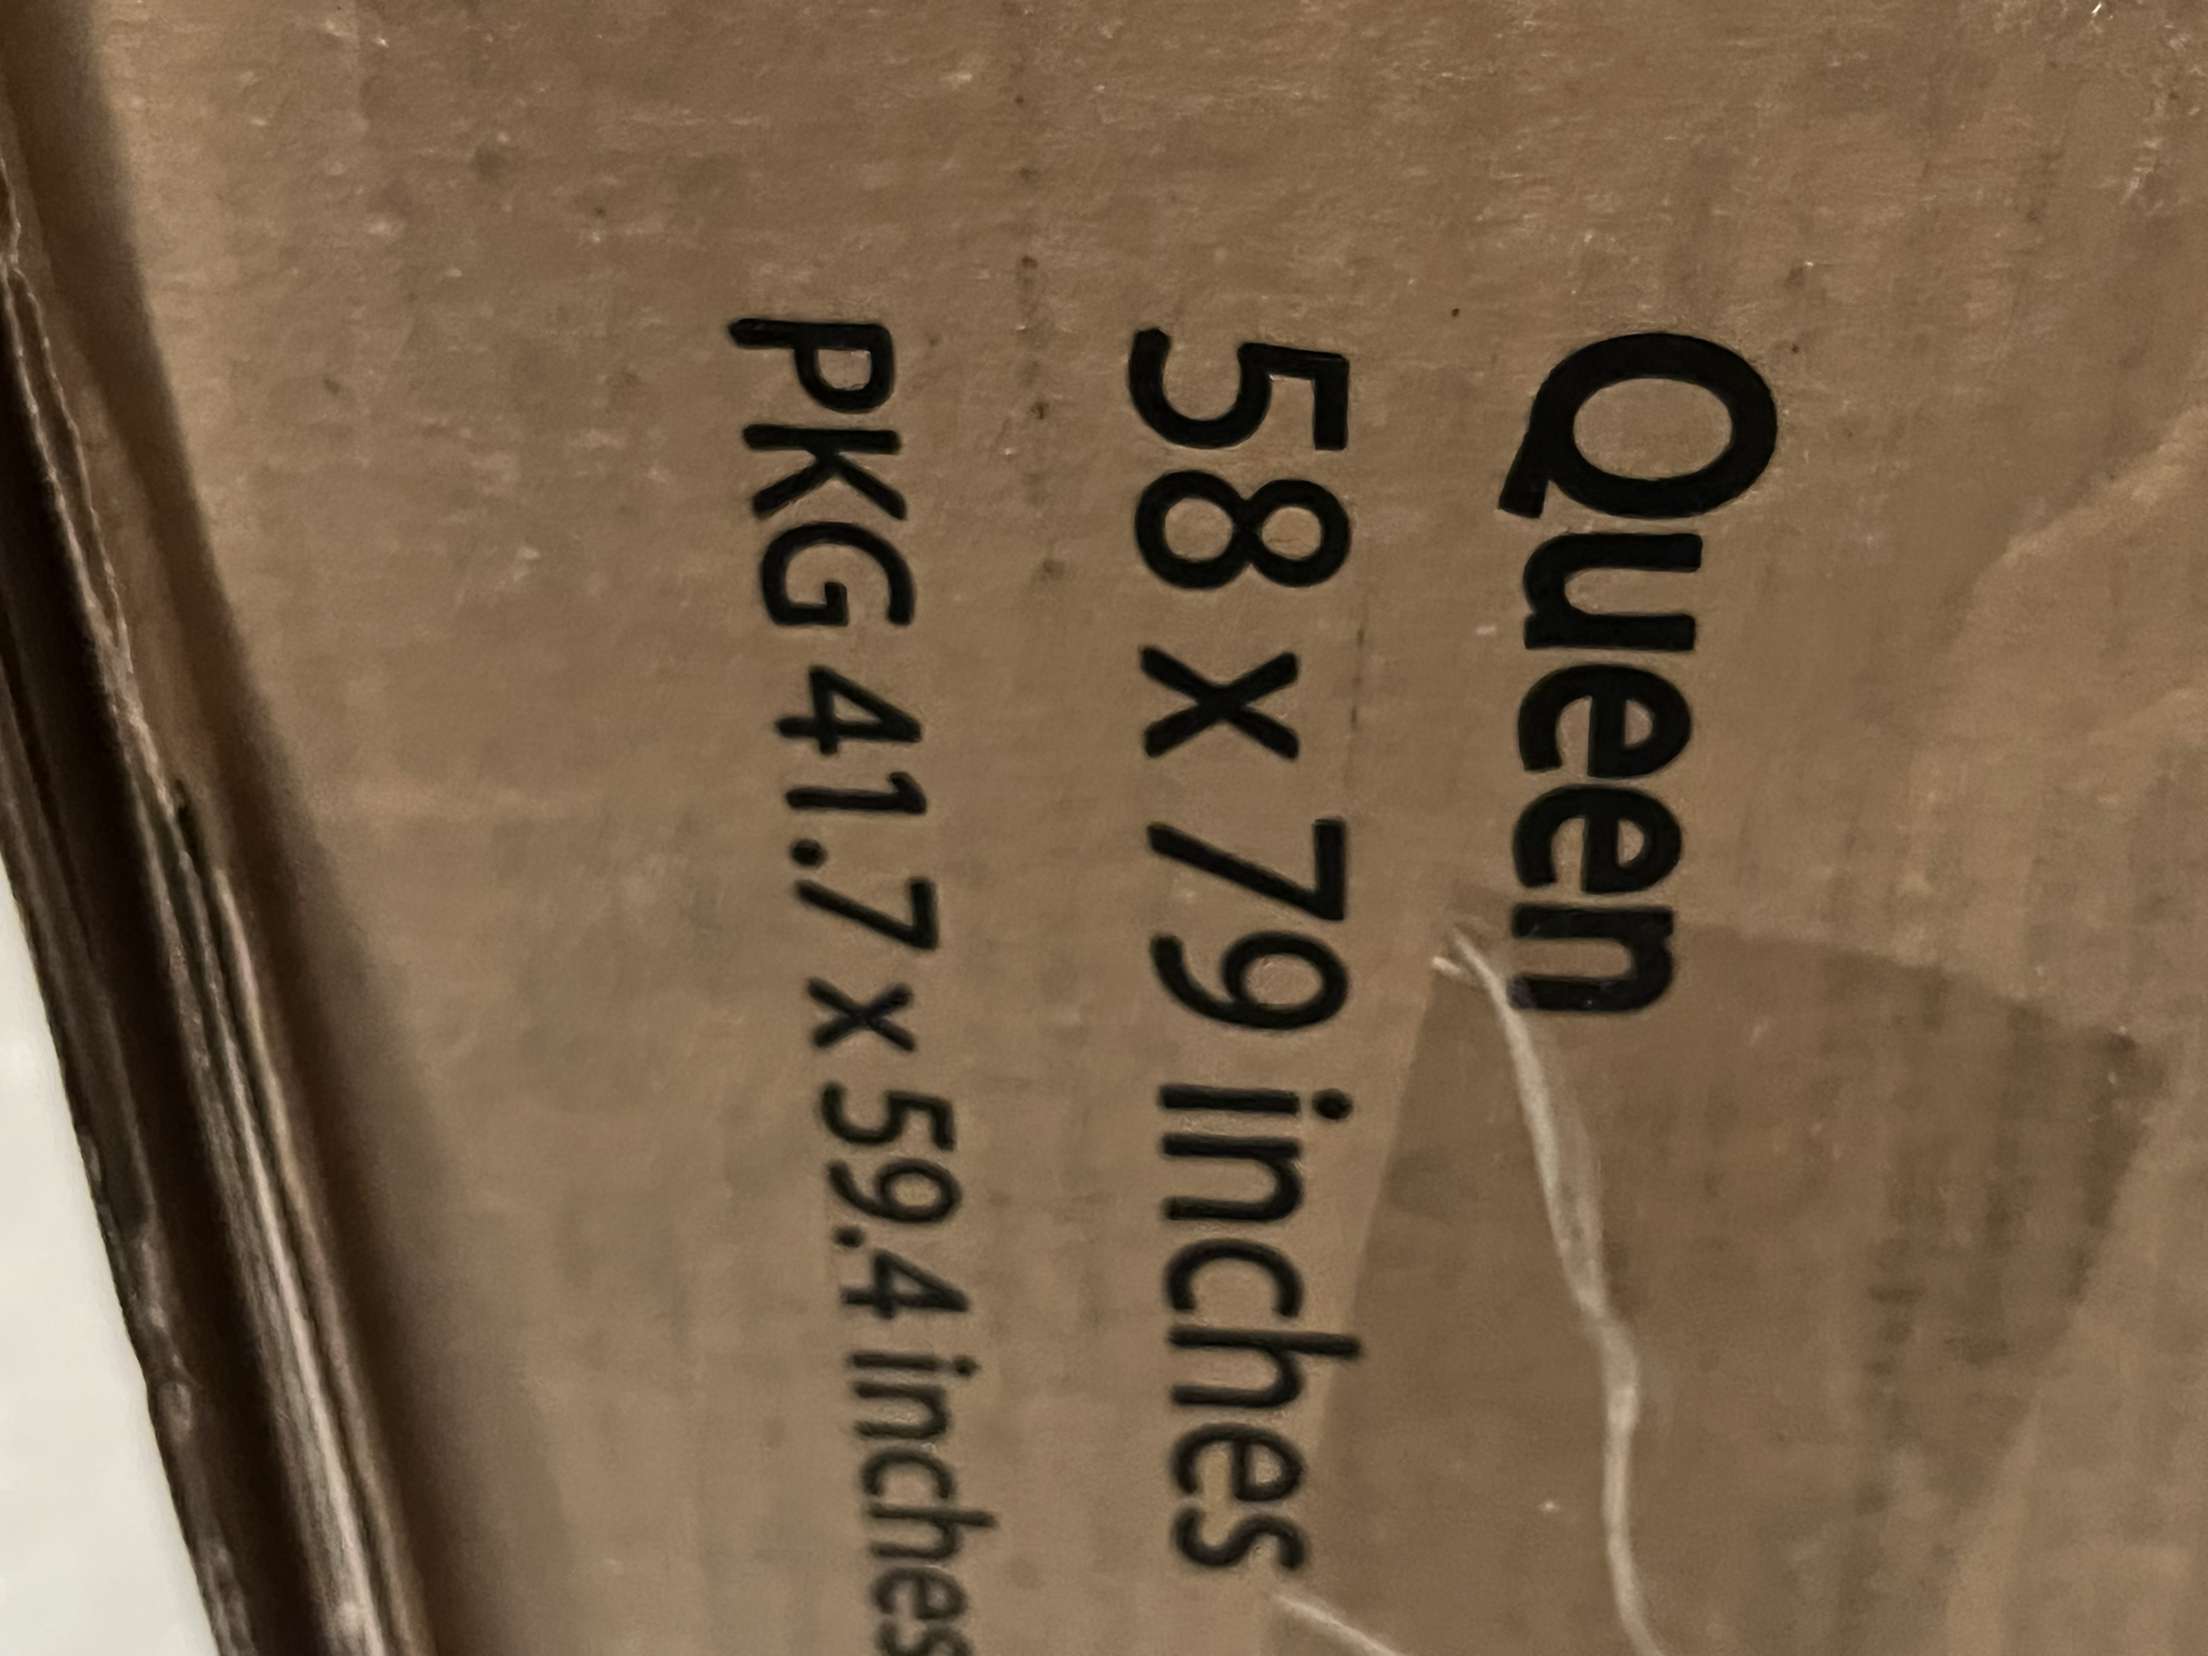 Queen
58 x 79 inches
PKG 41.7 x 59.4 inches